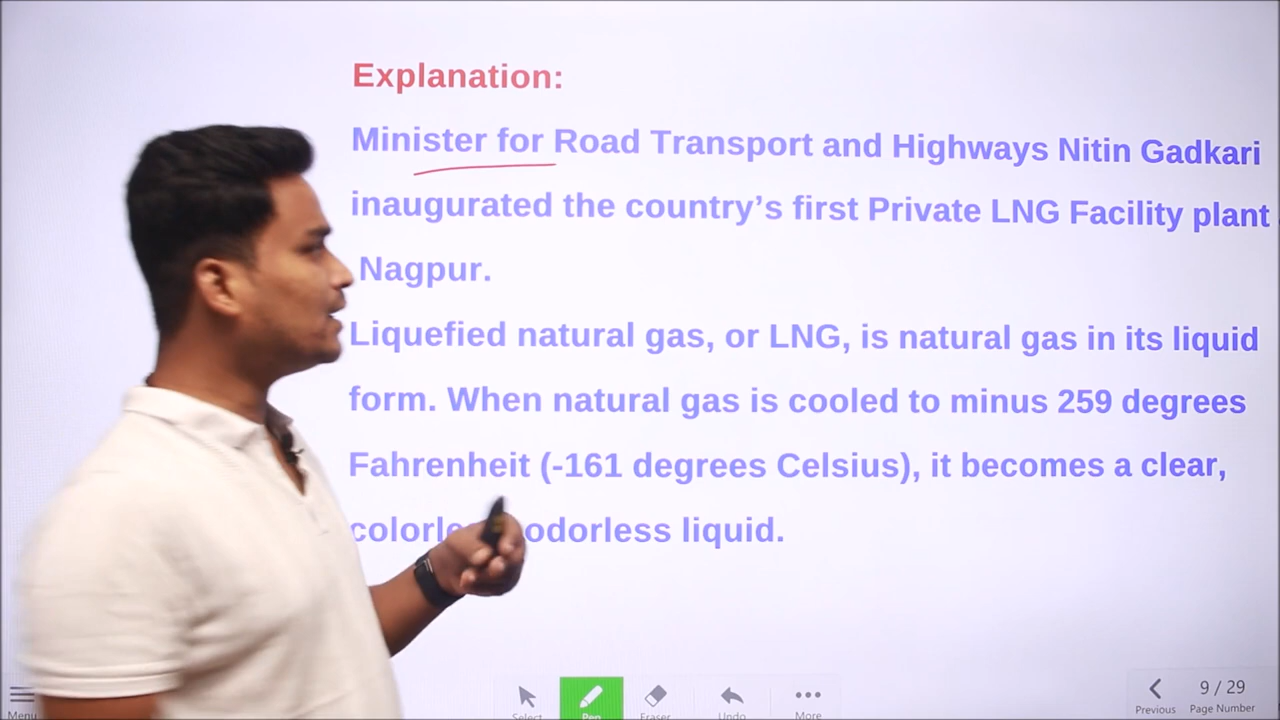 Explanation:
Minister for Road Transport and Highways Nitin Gadkari
inaugurated the country’s first Private LNG Facility plant
Nagpur.
Liquefied natural gas, or LNG, is natural gas in its liquid
form. When natural gas is cooled to minus 259 degrees
Fahrenheit (-161 degrees Celsius), it becomes a clear,
odorless liquid.
Menu
Select
Pen
Eraser
Undo
More
Previous
9 / 29
Page Number